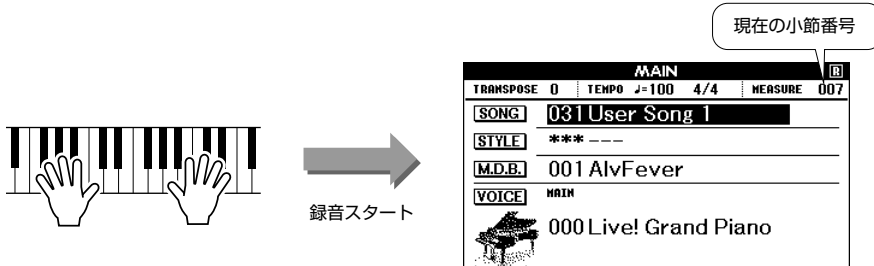 現在の小節番号
MAIN R
TRANSPOSE 0 TEMPO ♩=100 4/4 MEASURE 007
SONG 031 User Song 1
STYLE *** ---
M.D.B. 001 AlvFever
VOICE MAIN
000 Live! Grand Piano
録音スタート